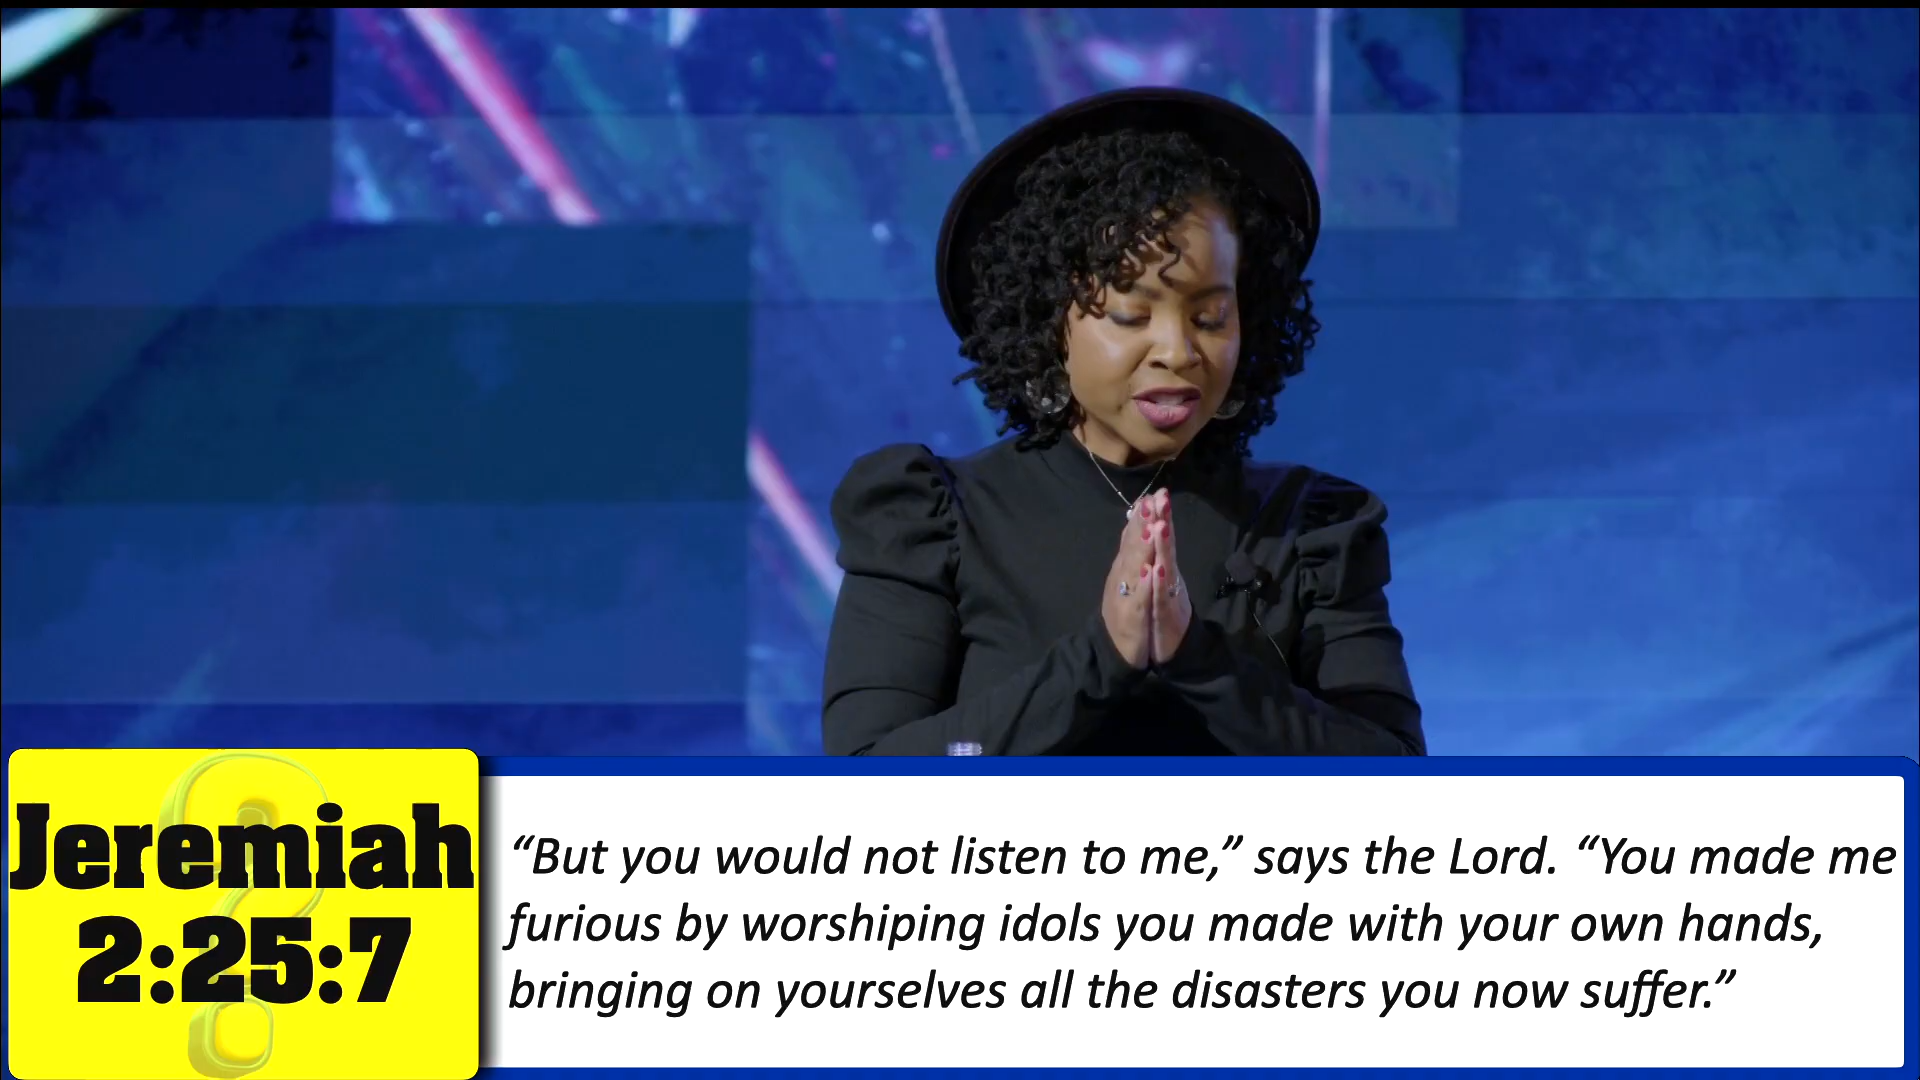 Jeremiah
2:25:7
“But you would not listen to me,” says the Lord. “You made me
furious by worshiping idols you made with your own hands,
bringing on yourselves all the disasters you now suffer.”